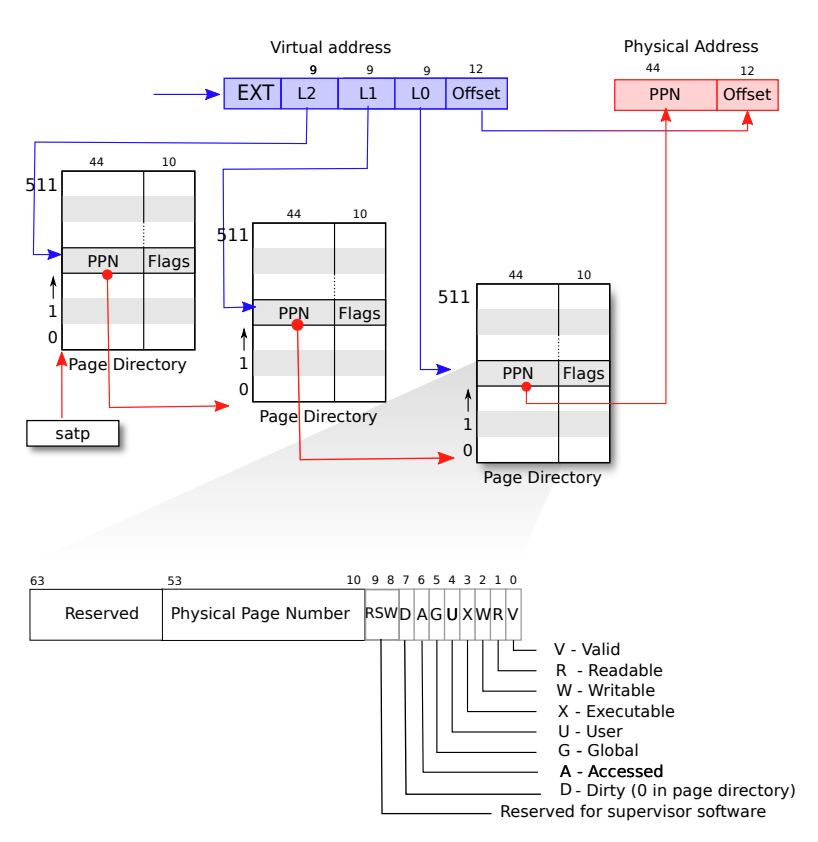 Virtual address
Physical Address
9 9 9 12
EXT L2 L1 L0 Offset
44 12
PPN Offset
44 10
511
PPN Flags
1
0
Page Directory
satp
44 10
511
PPN Flags
1
0
Page Directory
44 10
511
PPN Flags
1
0
Page Directory
63 53 10 9 8 7 6 5 4 3 2 1 0
Reserved Physical Page Number RSW D A G U X W R V
V - Valid
R - Readable
W - Writable
X - Executable
U - User
G - Global
A - Accessed
D - Dirty (0 in page directory)
Reserved for supervisor software